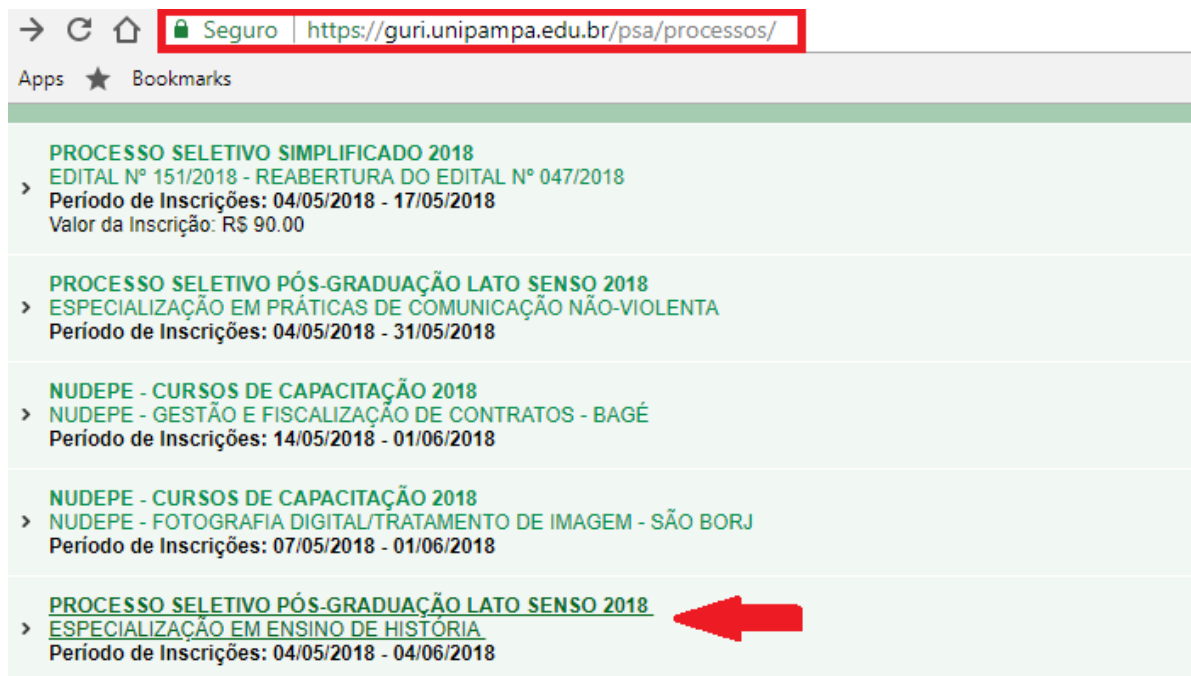 Seguro | https://guri.unipampa.edu.br/psa/processos/
Apps Bookmarks
PROCESSO SELETIVO SIMPLIFICADO 2018
EDITAL Nº 151/2018 - REABERTURA DO EDITAL Nº 047/2018
Período de Inscrições: 04/05/2018 - 17/05/2018
Valor da Inscrição: R$ 90.00
PROCESSO SELETIVO PÓS-GRADUAÇÃO LATO SENSO 2018
ESPECIALIZAÇÃO EM PRÁTICAS DE COMUNICAÇÃO NÃO-VIOLENTA
Período de Inscrições: 04/05/2018 - 31/05/2018
NUDEPE - CURSOS DE CAPACITAÇÃO 2018
NUDEPE - GESTÃO E FISCALIZAÇÃO DE CONTRATOS - BAGÉ
Período de Inscrições: 14/05/2018 - 01/06/2018
NUDEPE - CURSOS DE CAPACITAÇÃO 2018
NUDEPE - FOTOGRAFIA DIGITAL/TRATAMENTO DE IMAGEM - SÃO BORJ
Período de Inscrições: 07/05/2018 - 01/06/2018
PROCESSO SELETIVO PÓS-GRADUAÇÃO LATO SENSO 2018
ESPECIALIZAÇÃO EM ENSINO DE HISTÓRIA
Período de Inscrições: 04/05/2018 - 04/06/2018